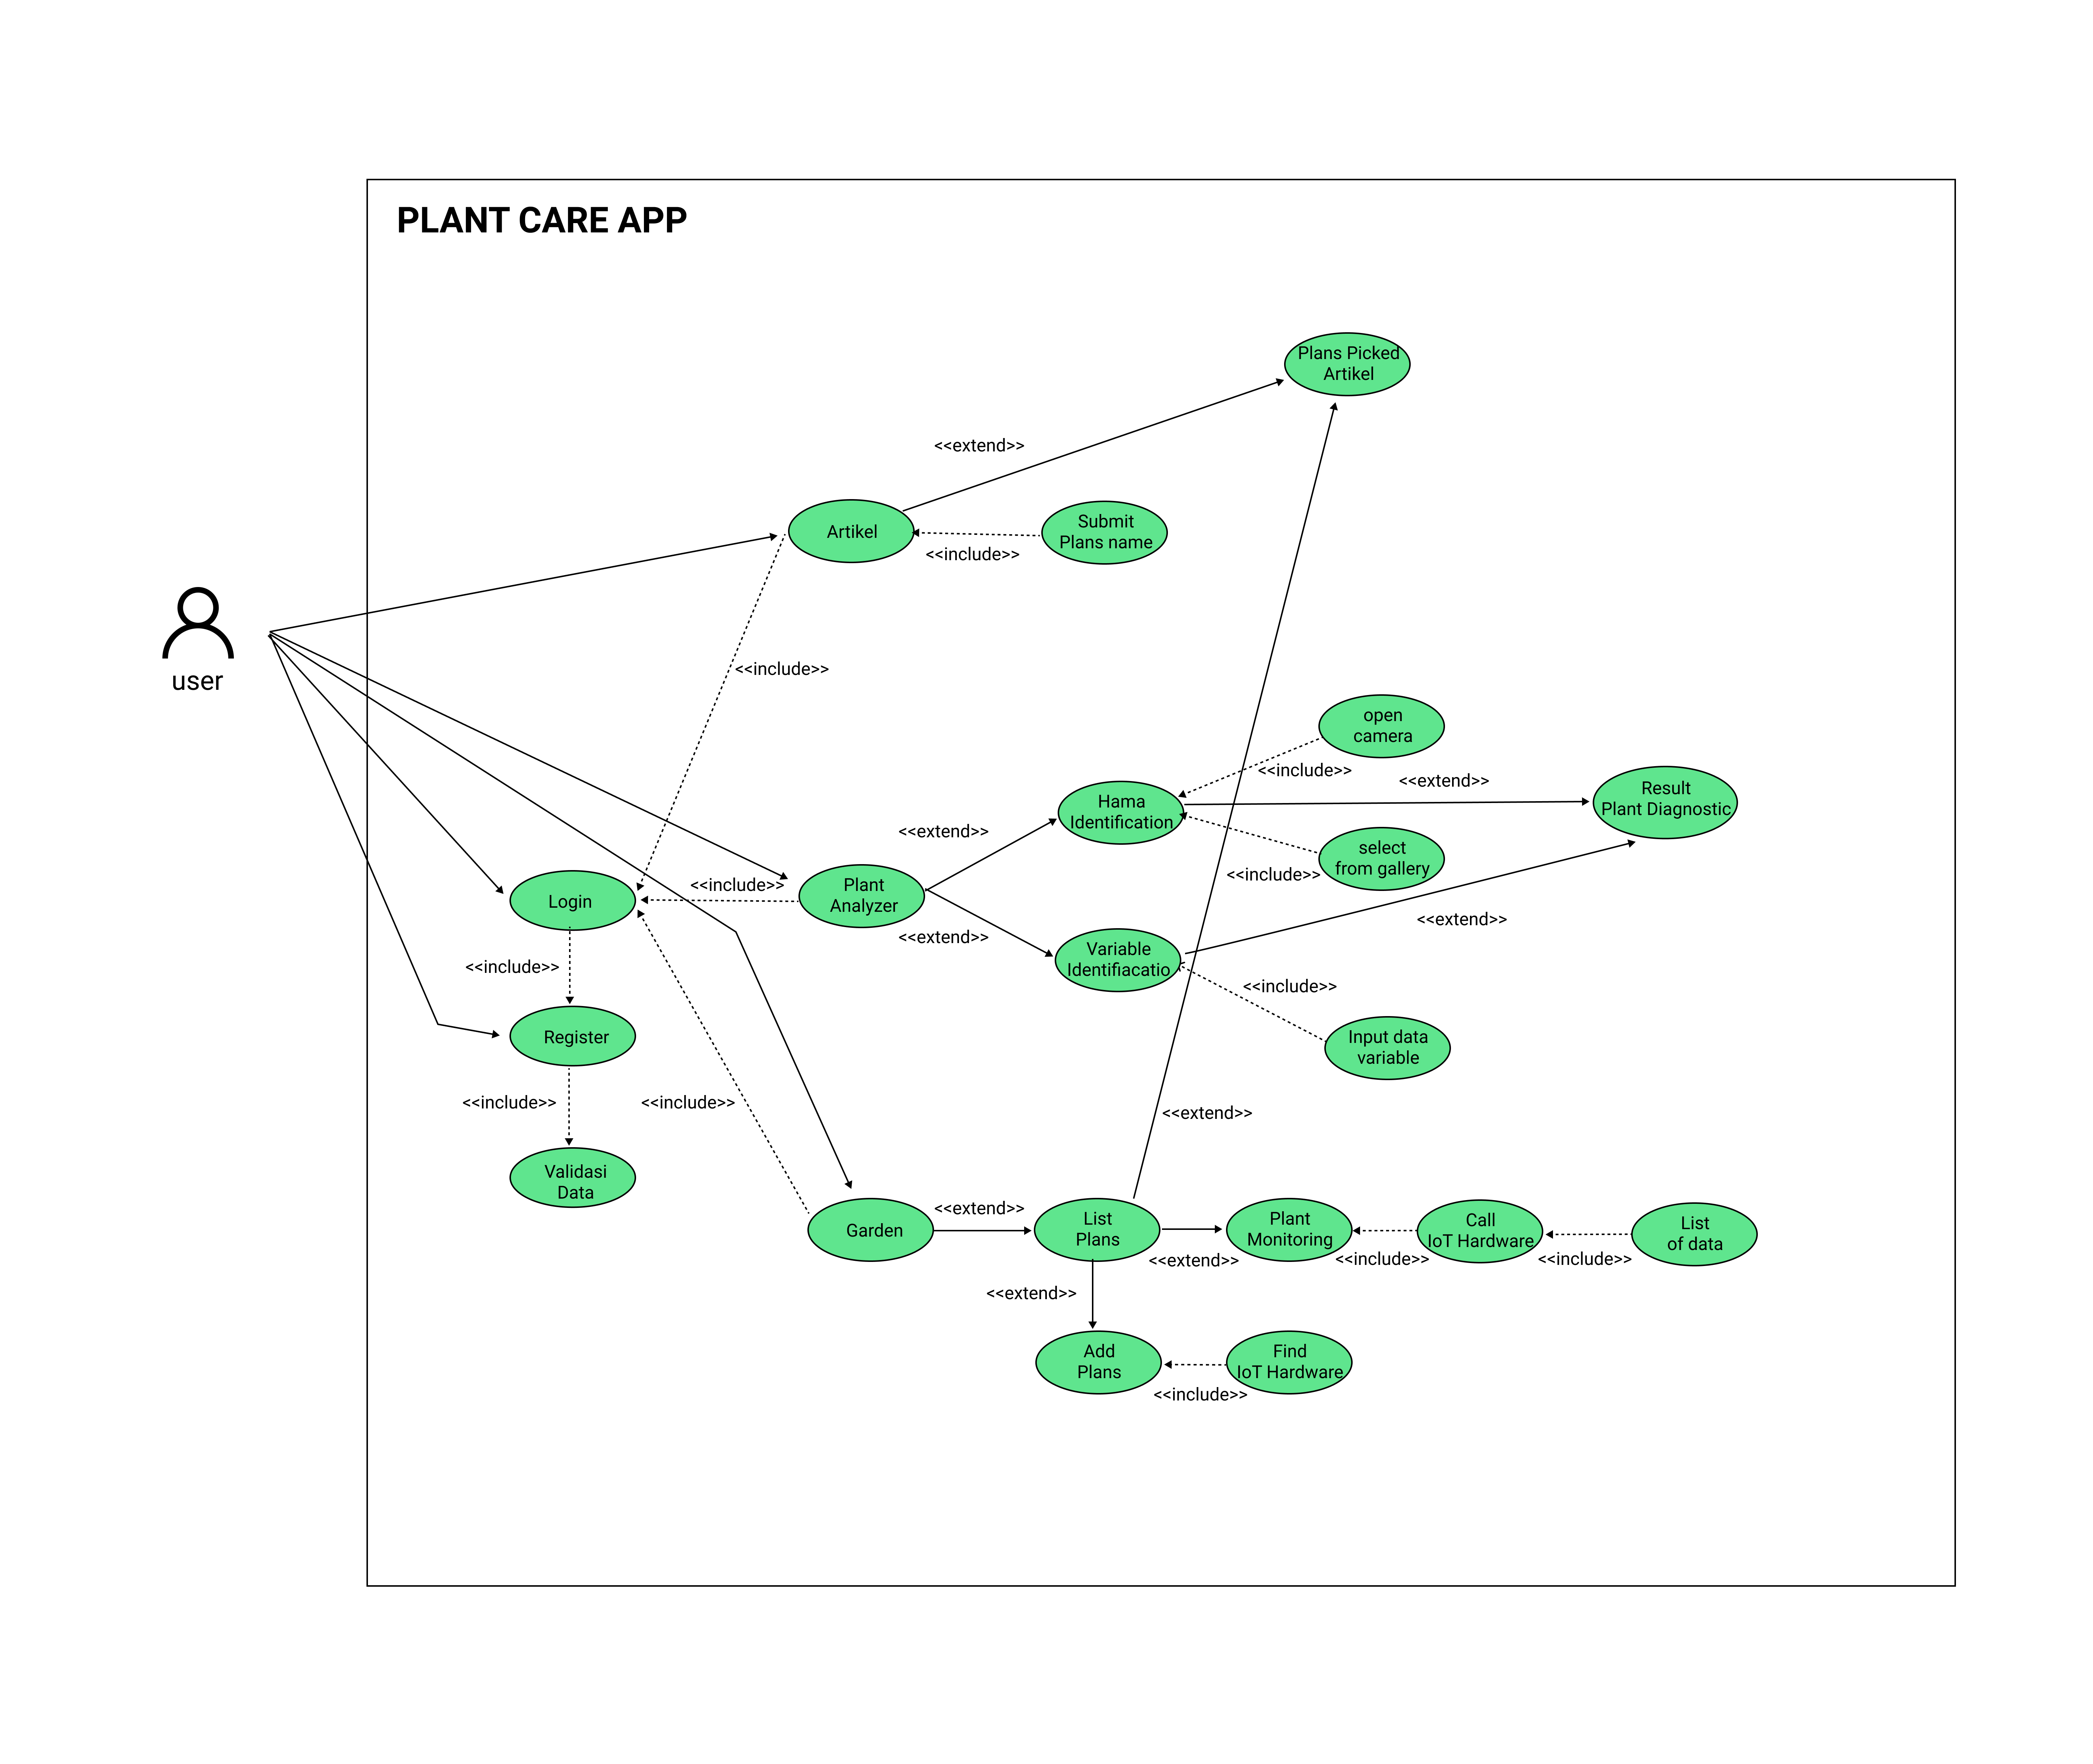 PLANT CARE APP
Plans Picked
Artikel
<<extend>>
Artikel
Submit
Plans name
<<include>>
user
<<include>>
open
camera
<<include>>
<<extend>>
Result
Plant Diagnostic
Hama
Identification
<<extend>>
select
from gallery
<<include>>
<<include>>
Plant
Analyzer
Login
<<extend>>
<<extend>>
Variable
Identifiacatio
<<include>>
<<include>>
Register
Input data
variable
<<include>>
<<include>>
<<extend>>
Validasi
Data
Garden
<<extend>>
List
Plans
<<extend>>
Plant
Monitoring
<<include>>
Call
IoT Hardware
<<include>>
List
of data
<<extend>>
Add
Plans
<<include>>
Find
IoT Hardware